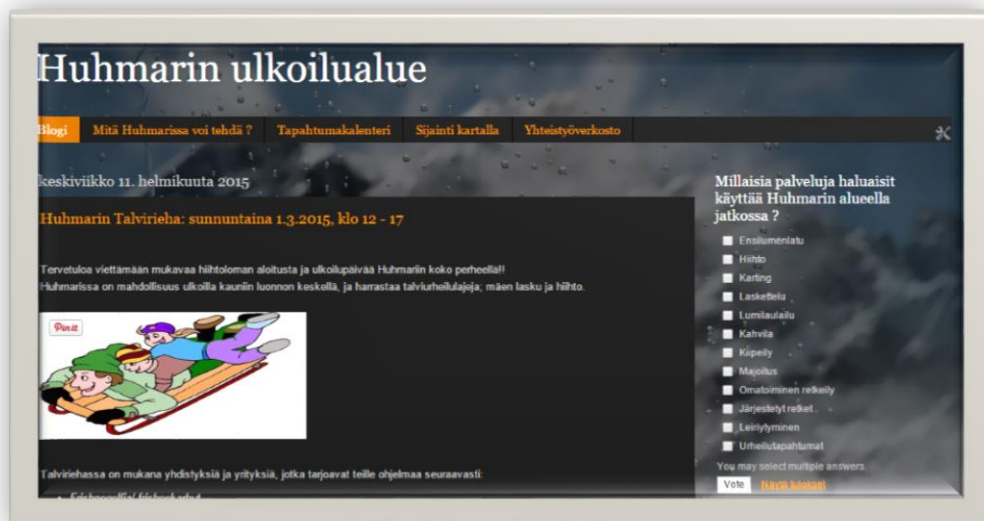 Huhmarin ulkoilualue
Blogi Mitä Huhmarissa voi tehdä ? Tapahtumakalenteri Sijainti kartalla Yhteistyöverkosto
keskiviikko 11. helmikuuta 2015
Huhmarin Talvirieha: sunnuntaina 1.3.2015, klo 12 - 17
Tervetuloa viettämään mukavaa hiihtoloman aloitusta ja ulkoilupäivää Huhmariin koko perheellä!!
Huhmarissa on mahdollisuus ulkoilla kauniin luonnon keskellä, ja harrastaa talviurheilulajeja; mäen lasku ja hiihto.
Pin it
Talviriehassa on mukana yhdistyksiä ja yrityksiä, jotka tarjoavat teille ohjelmaa seuraavasti:
Millaisia palveluja haluaisit
käyttää Huhmarin alueella
jatkossa ?
Ensilumenlatu
Hiihto
Karting
Laskettelu
Lumilautailu
Kahvila
Kiipeily
Majoitus
Omatoiminen retkeily
Järjestetyt retket
Leiriytyminen
Urheilutapahtumat
You may select multiple answers.
Vote Näytä tulokset